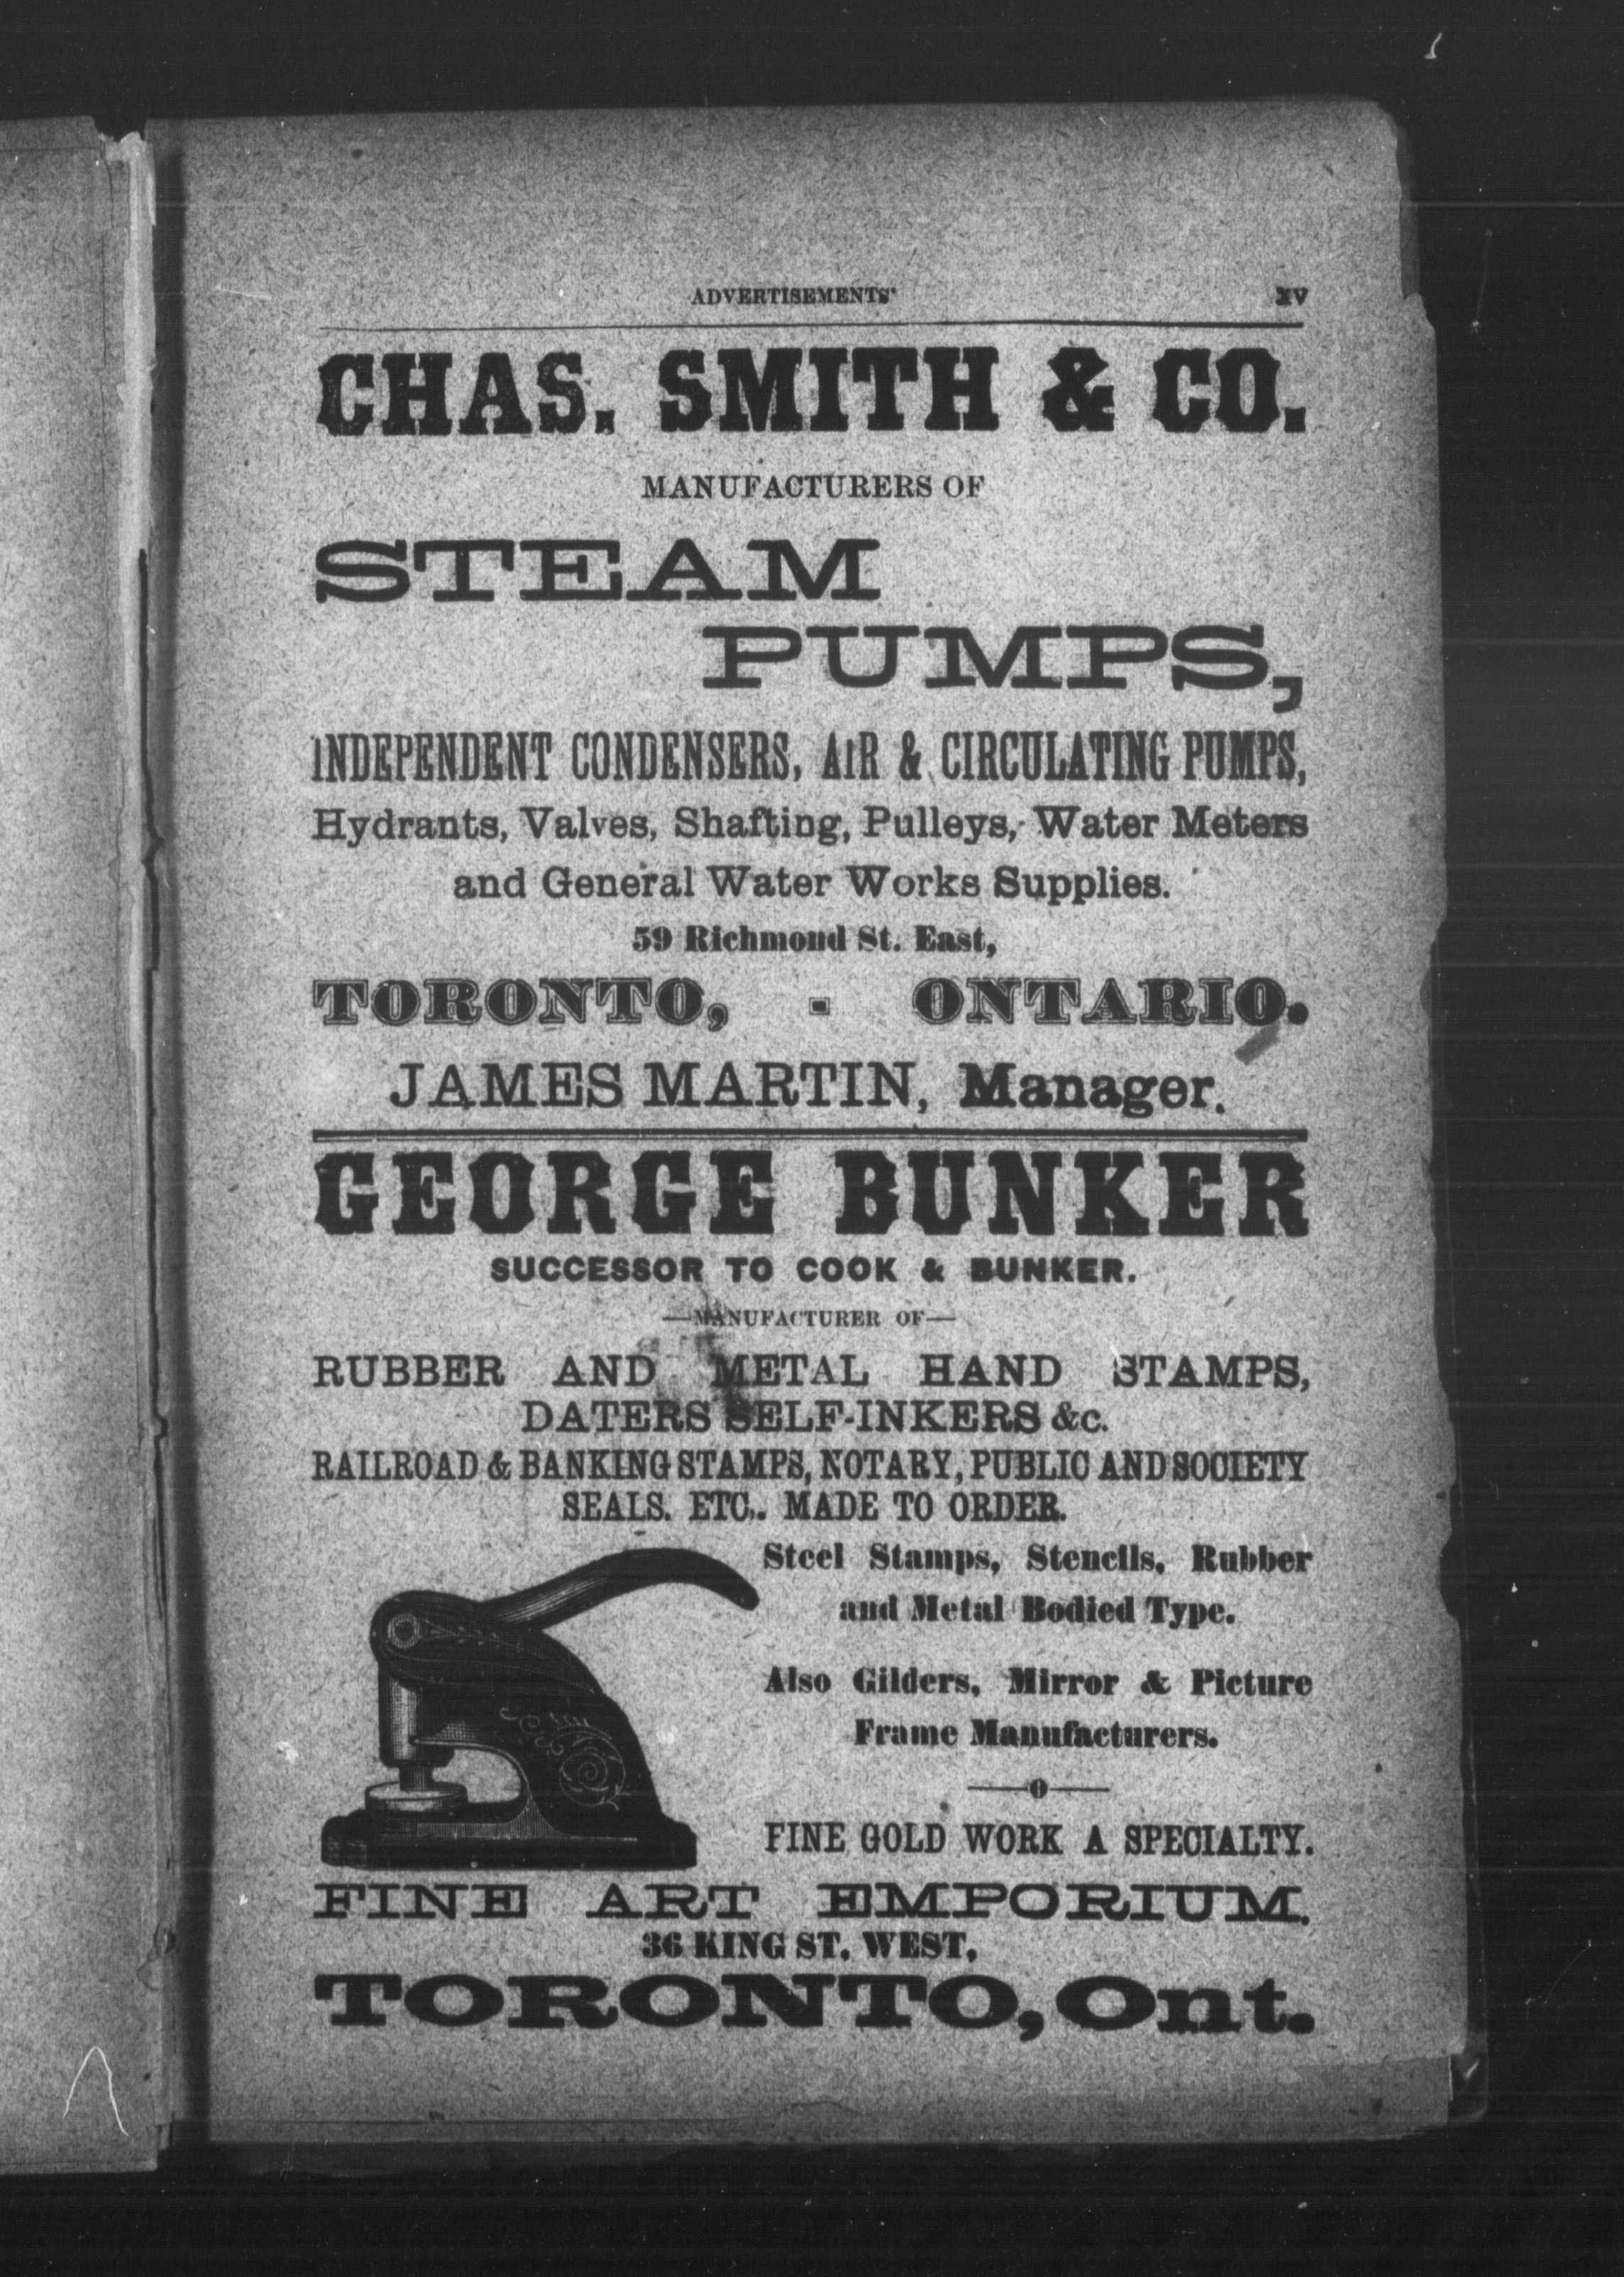 ADVERTISEMENTS.
xv
CHAS. SMITH & CO.
MANUFACTURERS OF
STEAM
PUMPS,
INDEPENDENT CONDENSERS, AIR & CIRCULATING PUMPS,
Hydrants, Valves, Shafting, Pulleys, Water Meters
and General Water Works Supplies.
59 Richmond St. East,
TORONTO, - ONTARIO.
JAMES MARTIN, Manager.
GEORGE BUNKER
SUCCESSOR TO COOK & BUNKER.
—MANUFACTURER OF—
RUBBER AND METAL HAND STAMPS,
DATERS SELF-INKERS &c.
RAILROAD & BANKING STAMPS, NOTARY, PUBLIC AND SOCIETY
SEALS. ETC., MADE TO ORDER.
Steel Stamps, Stencils, Rubber
and Metal Bodied Type.
Also Gilders, Mirror & Picture
Frame Manufacturers.
——0——
FINE GOLD WORK A SPECIALTY.
FINE ART EMPORIUM.
36 KING ST. WEST,
TORONTO, Ont.